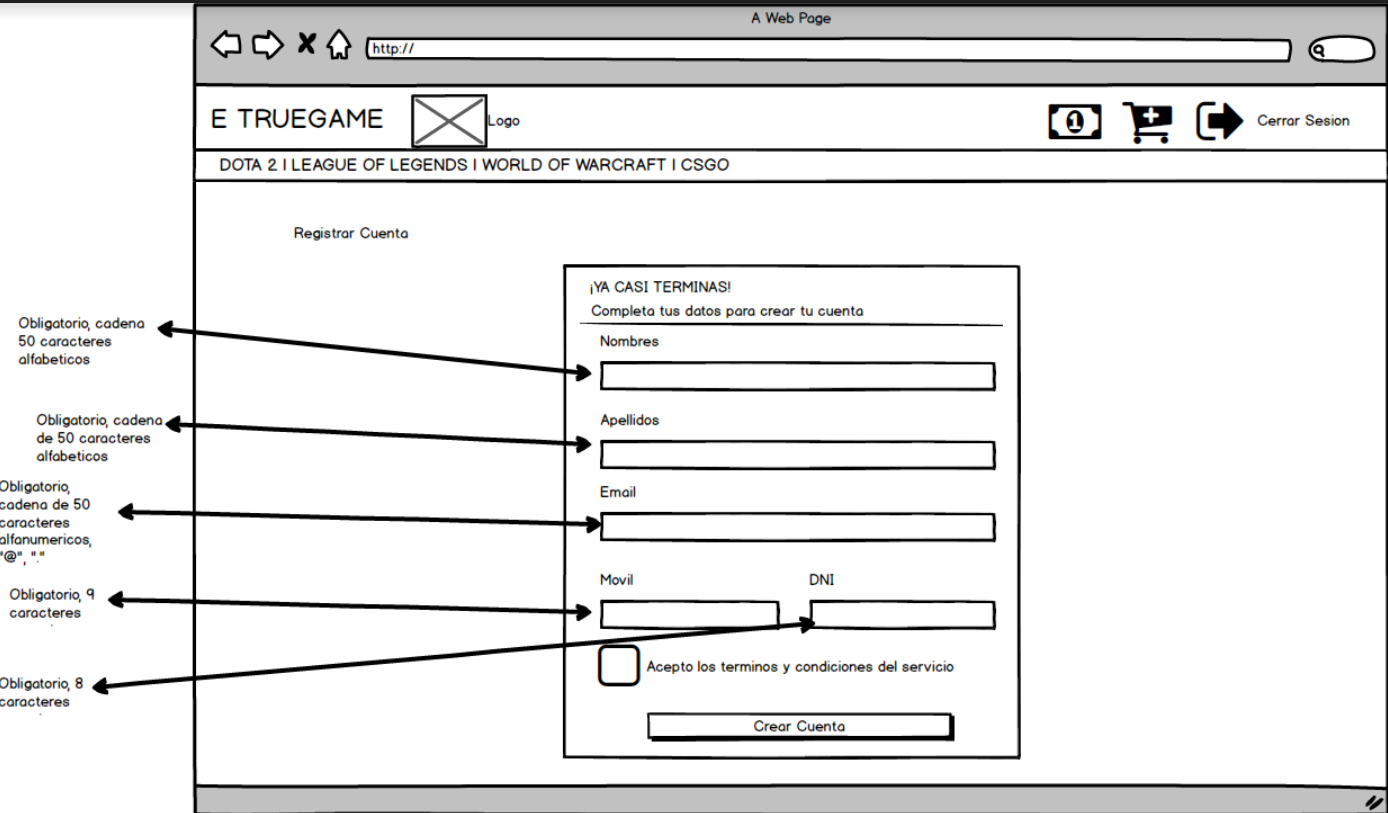 A Web Page
http://
E TRUEGAME
Logo
1
Cerrar Sesion
DOTA 2 I LEAGUE OF LEGENDS I WORLD OF WARCRAFT I CSGO
Registrar Cuenta
¡YA CASI TERMINAS!
Completa tus datos para crear tu cuenta
Obligatorio, cadena
50 caracteres
alfabeticos
Nombres
Obligatorio, cadena
de 50 caracteres
alfabeticos
Apellidos
Obligatorio,
cadena de 50
caracteres
alfanumericos,
"@", "."
Email
Obligatorio, 9
caracteres
Movil
DNI
Obligatorio, 8
caracteres
Acepto los terminos y condiciones del servicio
Crear Cuenta